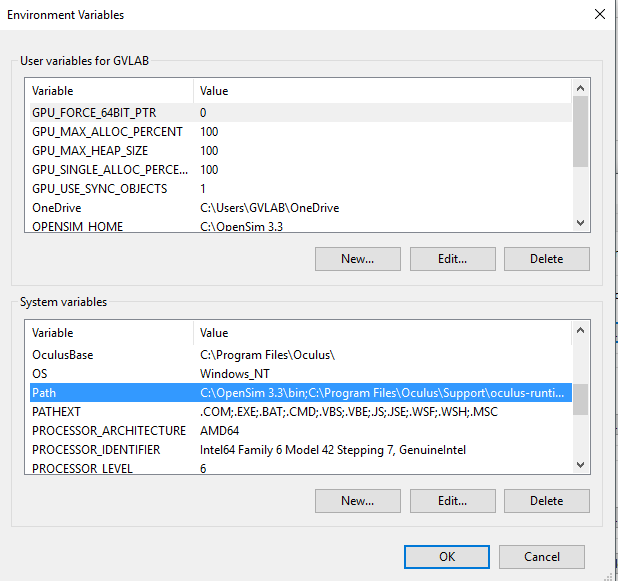 Environment Variables
User variables for GVLAB
Variable Value
GPU_FORCE_64BIT_PTR 0
GPU_MAX_ALLOC_PERCENT 100
GPU_MAX_HEAP_SIZE 100
GPU_SINGLE_ALLOC_PERCE... 100
GPU_USE_SYNC_OBJECTS 1
OneDrive C:\Users\GVLAB\OneDrive
OPENSIM_HOME C:\OpenSim 3.3
New... Edit... Delete
System variables
Variable Value
OculusBase C:\Program Files\Oculus\
OS Windows_NT
Path C:\OpenSim 3.3\bin;C:\Program Files\Oculus\Support\oculus-runti...
PATHEXT .COM;.EXE;.BAT;.CMD;.VBS;.VBE;.JS;.JSE;.WSF;.WSH;.MSC
PROCESSOR_ARCHITECTURE AMD64
PROCESSOR_IDENTIFIER Intel64 Family 6 Model 42 Stepping 7, GenuineIntel
PROCESSOR_LEVEL 6
New... Edit... Delete
OK Cancel